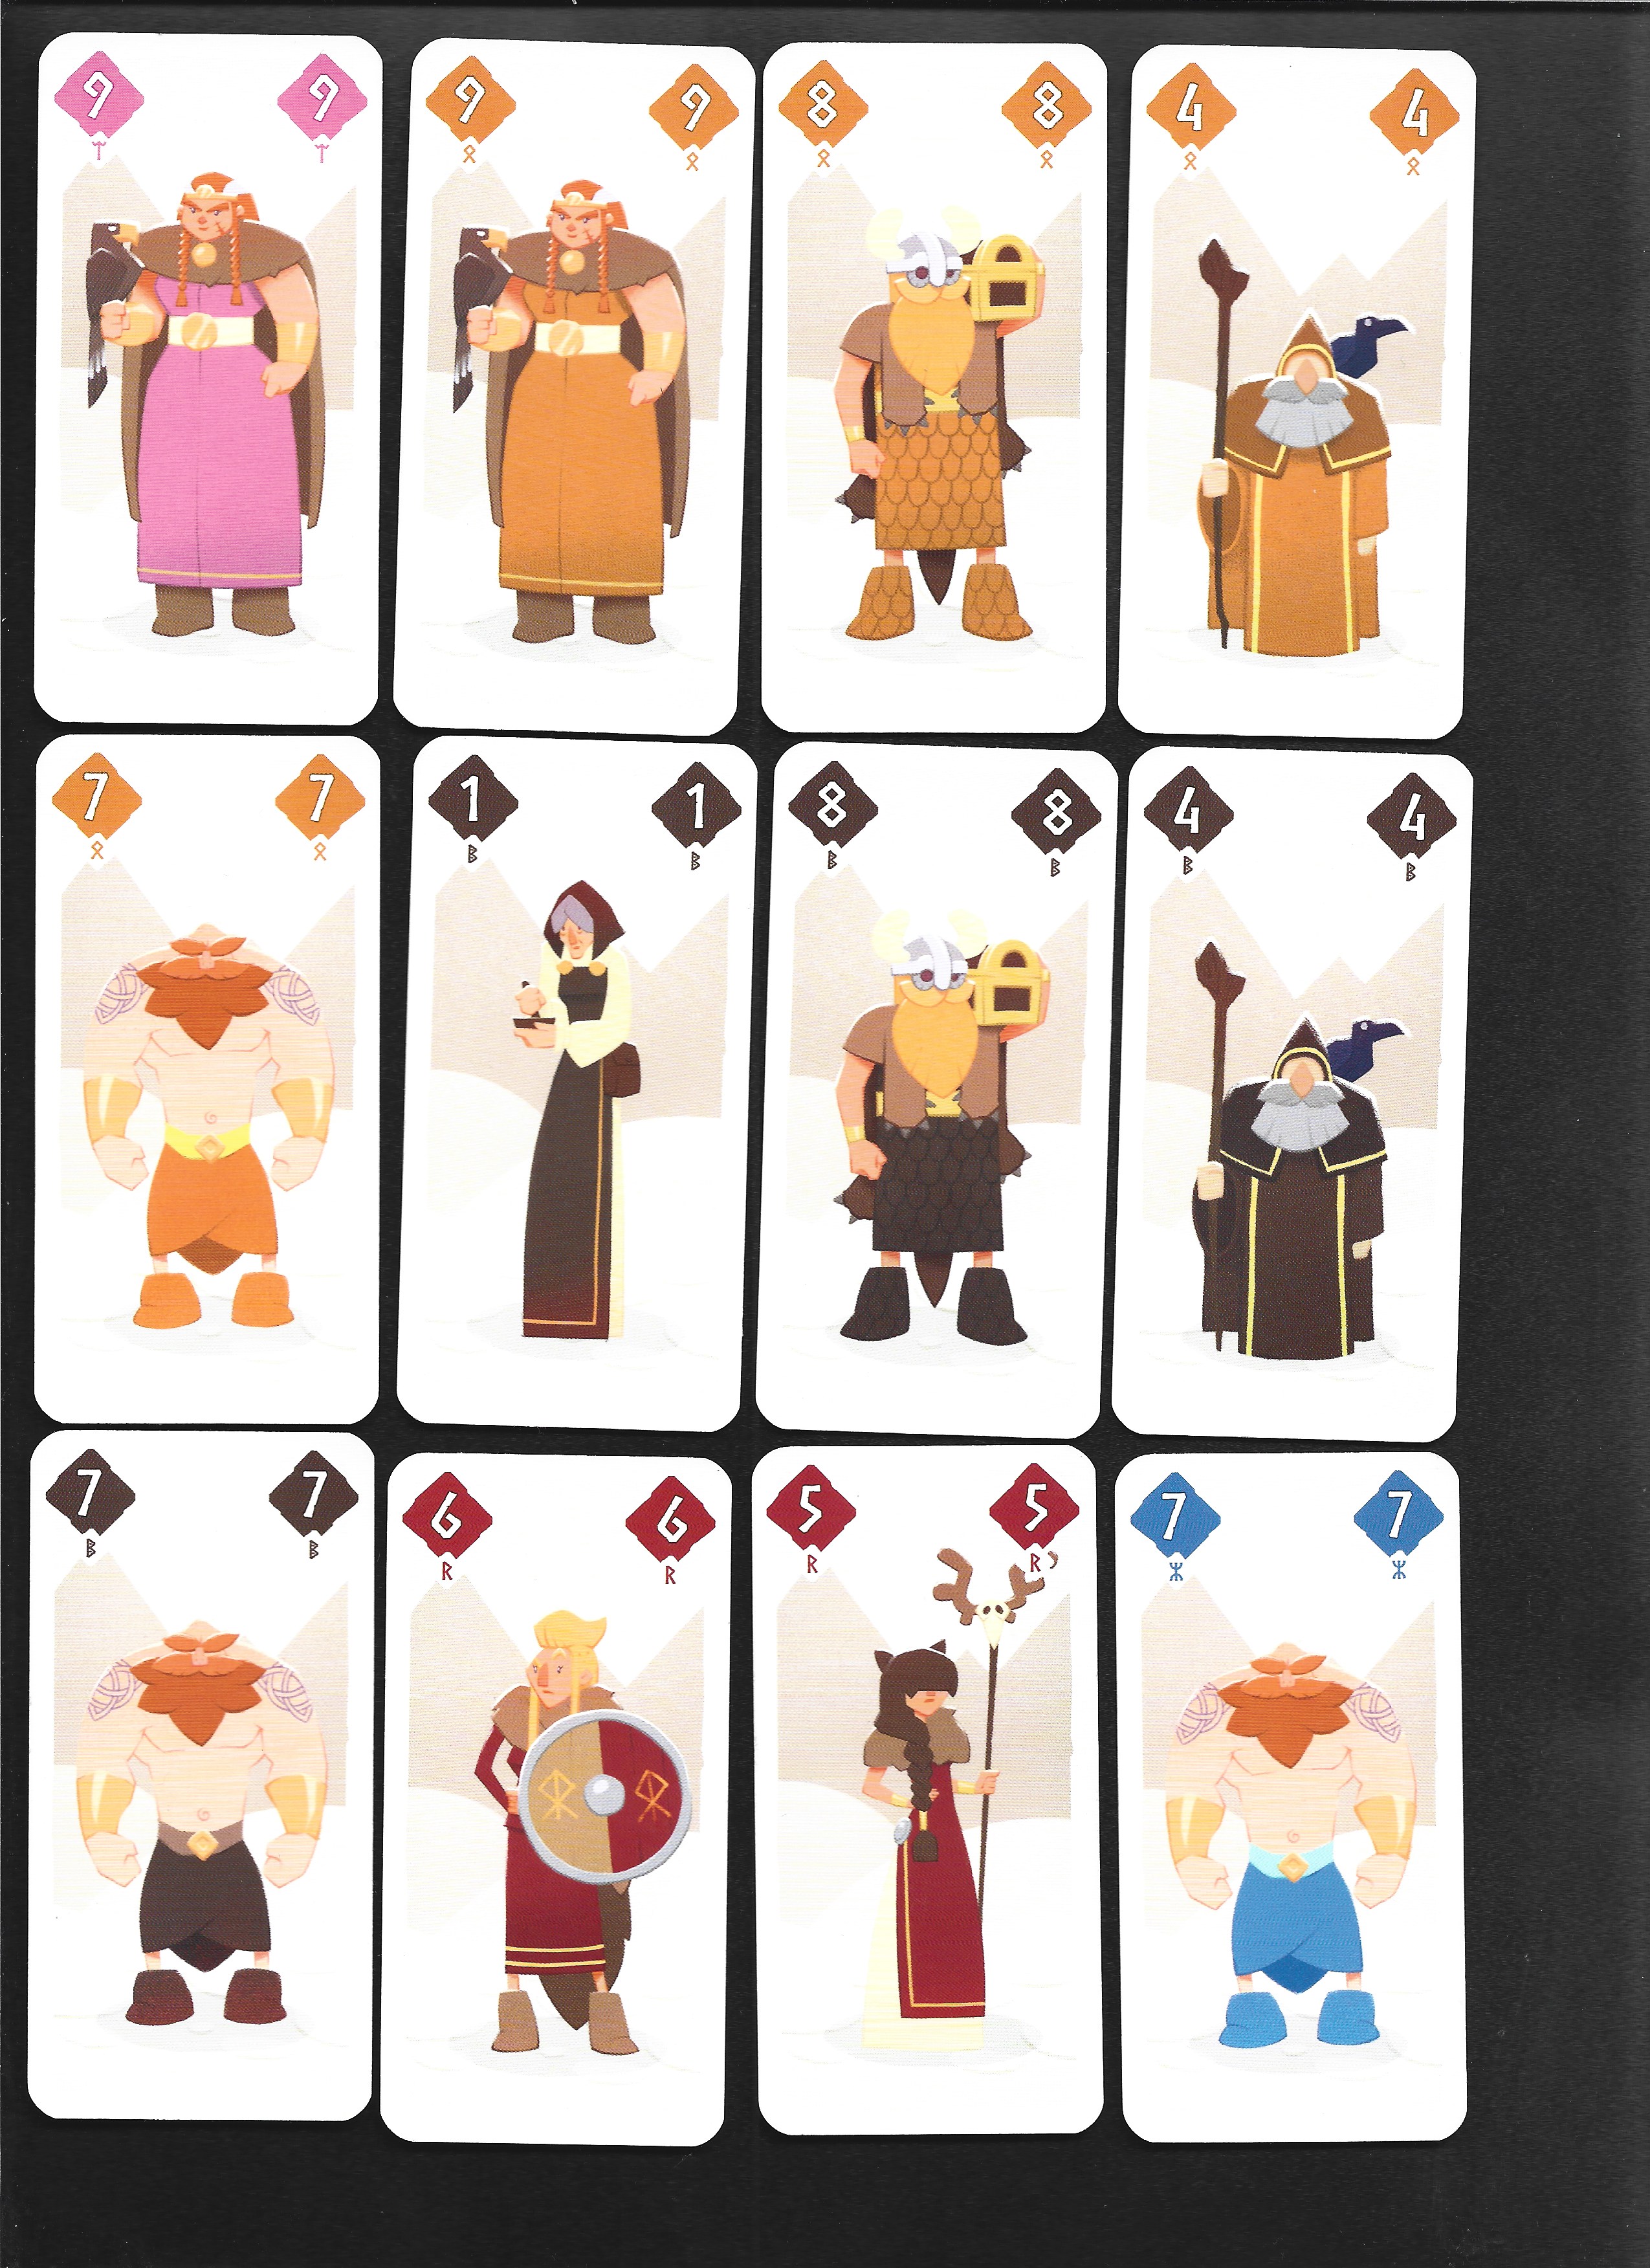 9 9 9 9 8 8 4 4
ᛏ ᛏ ᛟ ᛟ ᛟ ᛟ ᛟ ᛟ
7 7 1 1 8 8 4 4
ᛟ ᛟ ᛒ ᛒ ᛒ ᛒ ᛒ ᛒ
7 7 6 6 5 5 7 7
ᛒ ᛒ ᚱ ᚱ ᚱ ᚱ